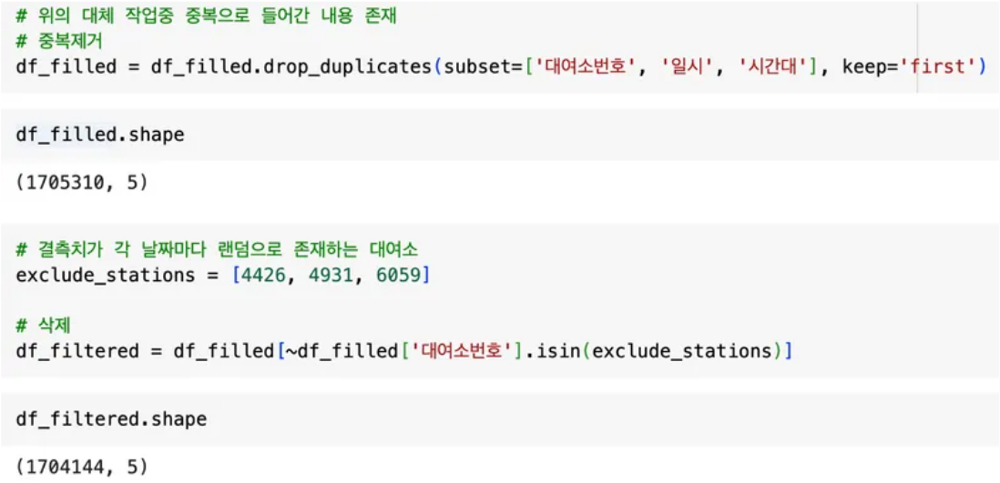 # 위의 대체 작업중 중복으로 들어간 내용 존재
# 중복제거
df_filled = df_filled.drop_duplicates(subset=['대여소번호', '일시', '시간대'], keep='first')
df_filled.shape
(1705310, 5)
# 결측치가 각 날짜마다 랜덤으로 존재하는 대여소
exclude_stations = [4426, 4931, 6059]
# 삭제
df_filtered = df_filled[~df_filled['대여소번호'].isin(exclude_stations)]
df_filtered.shape
(1704144, 5)